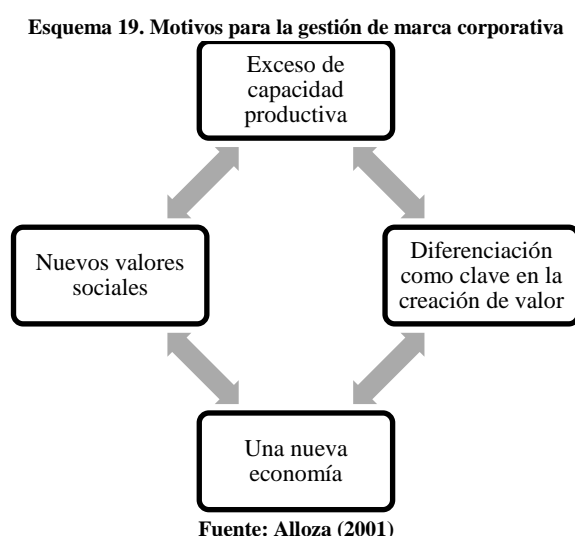 Esquema 19. Motivos para la gestión de marca corporativa
Exceso de
capacidad
productiva
Nuevos valores
sociales
Diferenciación
como clave en la
creación de valor
Una nueva
economía
Fuente: Alloza (2001)